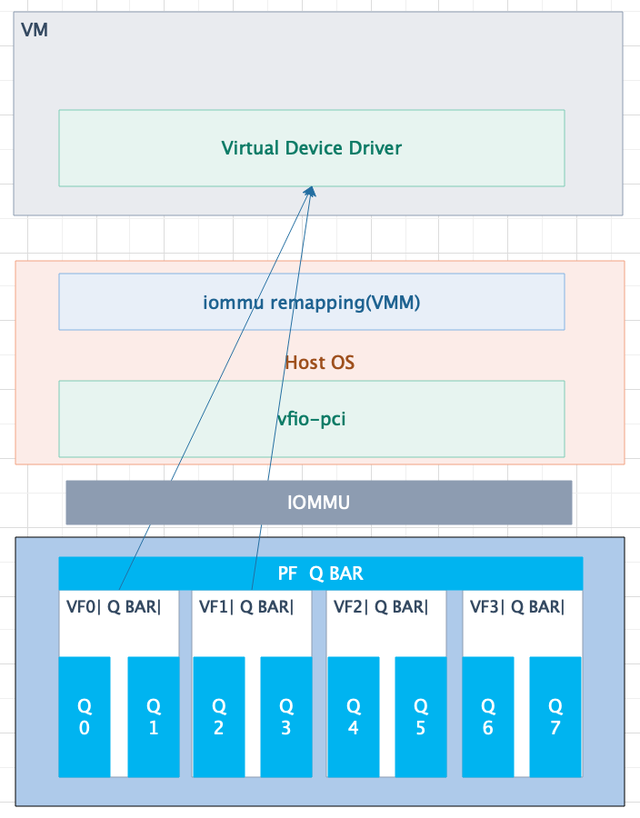 VM
Virtual Device Driver
iommu remapping(VMM)
Host OS
vfio-pci
IOMMU
PF Q BAR
VF0| Q BAR|
VF1| Q BAR|
VF2| Q BAR|
VF3| Q BAR|
Q
0
Q
1
Q
2
Q
3
Q
4
Q
5
Q
6
Q
7